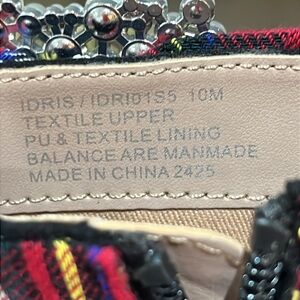 IDRIS / IDRI01S5 10M
TEXTILE UPPER
PU & TEXTILE LINING
BALANCE ARE MANMADE
MADE IN CHINA 2425